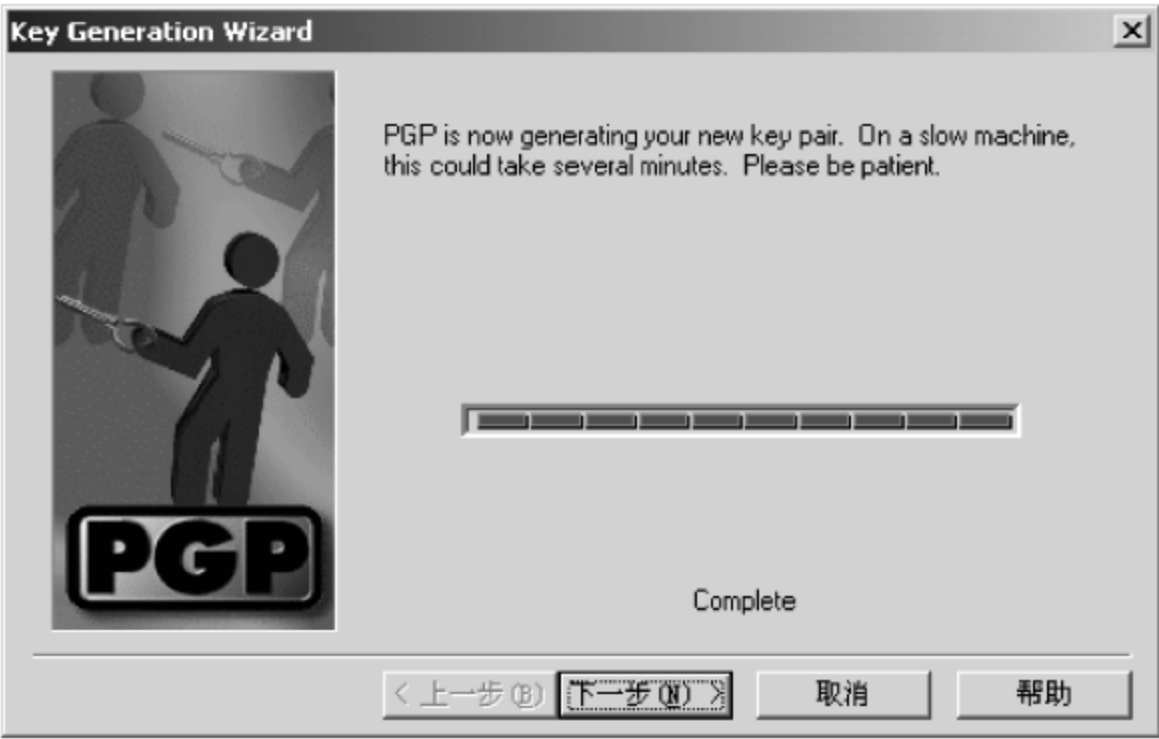 Key Generation Wizard
PGP is now generating your new key pair. On a slow machine,
this could take several minutes. Please be patient.
PGP
Complete
< 上一步(B) 下一步(N) > 取消 帮助